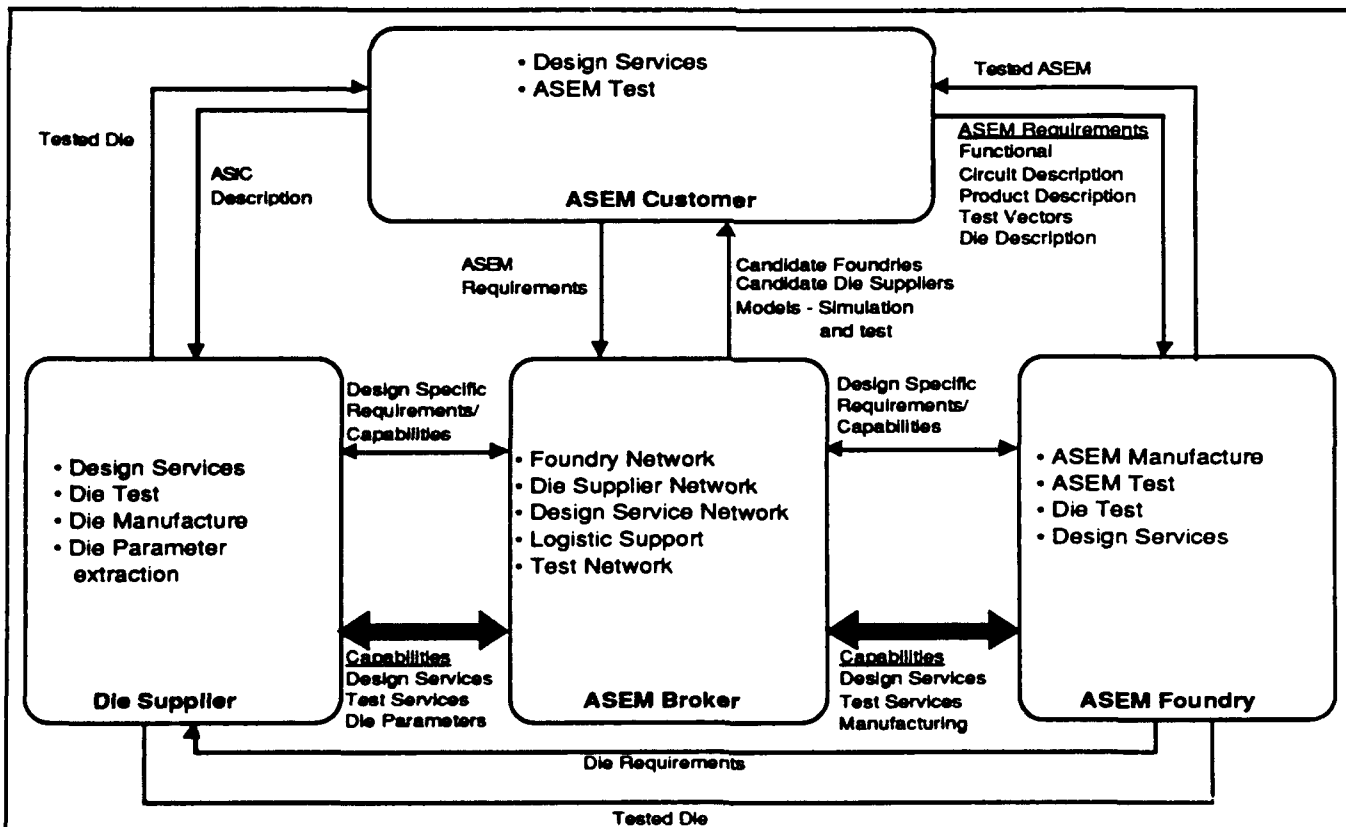 • Design Services
• ASEM Test
ASEM Customer
Tested Die
ASIC
Description
Tested ASEM
ASEM Requirements
Functional
Circuit Description
Product Description
Test Vectors
Die Description
ASEM
Requirements
Candidate Foundries
Candidate Die Suppliers
Models - Simulation
and test
• Design Services
• Die Test
• Die Manufacture
• Die Parameter
extraction
Die Supplier
Design Specific
Requirements/
Capabilities
Capabilities
Design Services
Test Services
Die Parameters
• Foundry Network
• Die Supplier Network
• Design Service Network
• Logistic Support
• Test Network
ASEM Broker
Design Specific
Requirements/
Capabilities
Capabilities
Design Services
Test Services
Manufacturing
• ASEM Manufacture
• ASEM Test
• Die Test
• Design Services
ASEM Foundry
Die Requirements
Tested Die